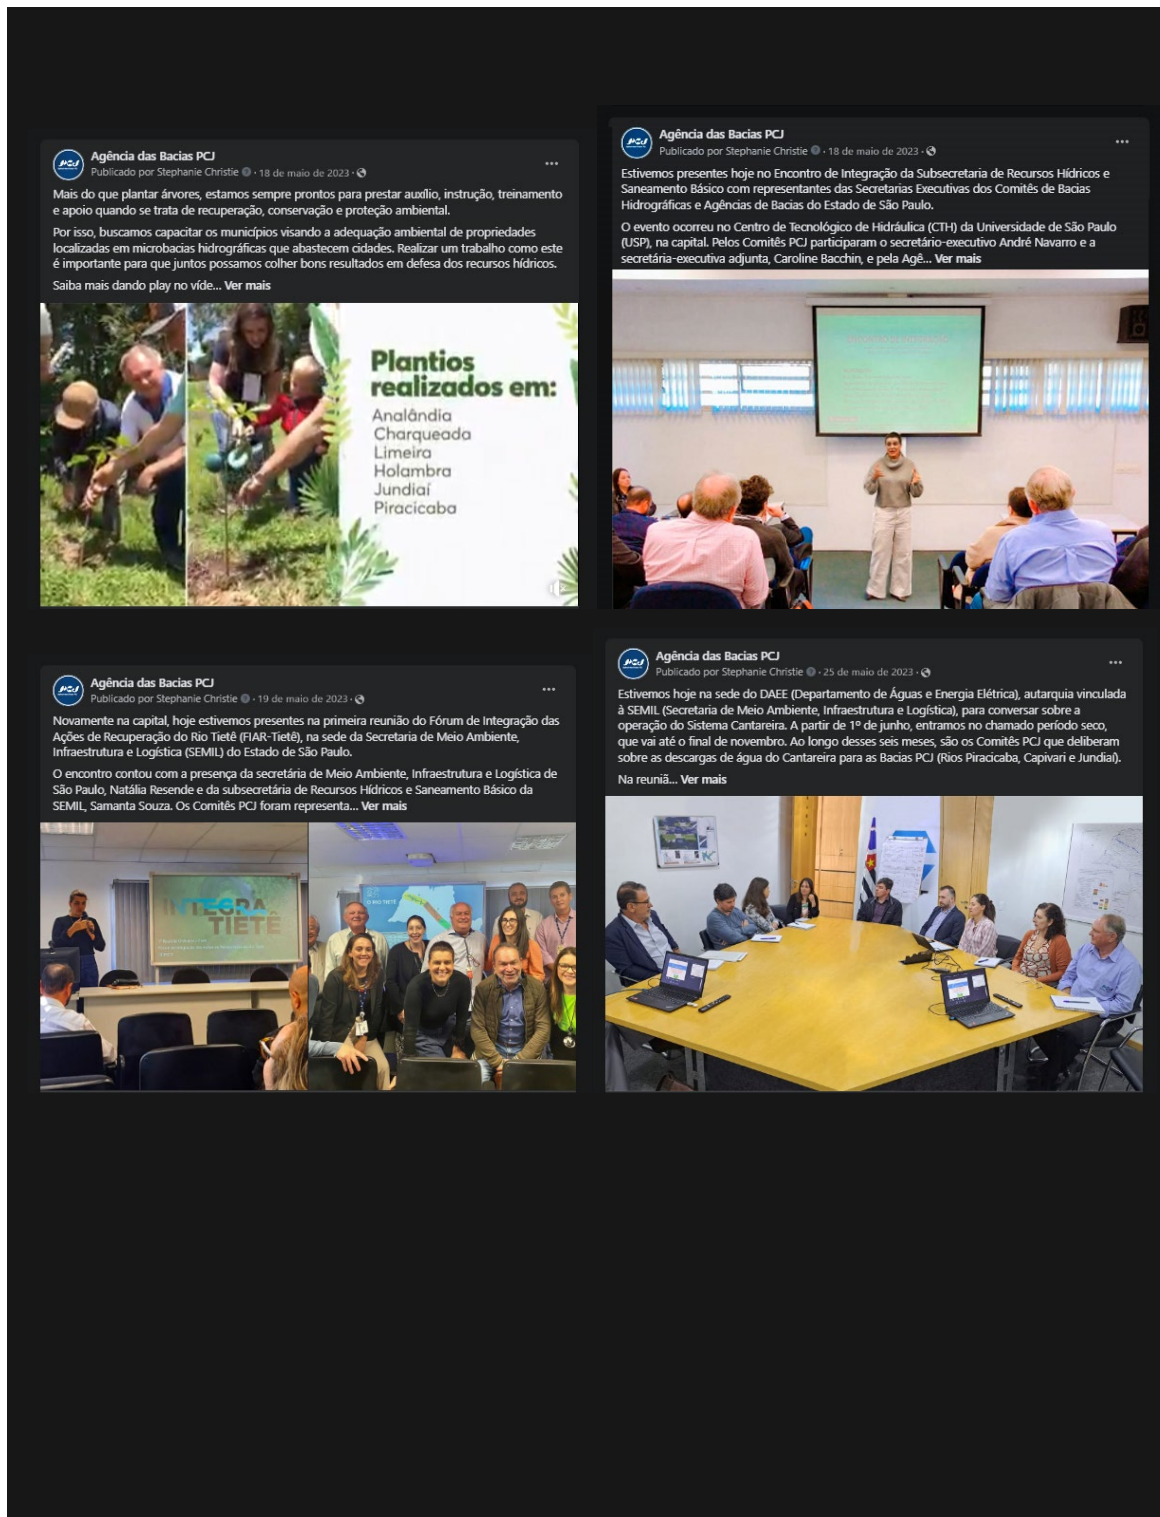 Agência das Bacias PCJ
Publicado por Stephanie Christie · 18 de maio de 2023 ·
Mais do que plantar árvores, estamos sempre prontos para prestar auxílio, instrução, treinamento
e apoio quando se trata de recuperação, conservação e proteção ambiental.
Por isso, buscamos capacitar os municípios visando a adequação ambiental de propriedades
localizadas em microbacias hidrográficas que abastecem cidades. Realizar um trabalho como este
é importante para que juntos possamos colher bons resultados em defesa dos recursos hídricos.
Saiba mais dando play no víde... Ver mais
Plantios
realizados em:
Analândia
Charqueada
Limeira
Holambra
Jundiaí
Piracicaba
Agência das Bacias PCJ
Publicado por Stephanie Christie · 18 de maio de 2023 ·
Estivemos presentes hoje no Encontro de Integração da Subsecretaria de Recursos Hídricos e
Saneamento Básico com representantes das Secretarias Executivas dos Comitês de Bacias
Hidrográficas e Agências de Bacias do Estado de São Paulo.
O evento ocorreu no Centro de Tecnológico de Hidráulica (CTH) da Universidade de São Paulo
(USP), na capital. Pelos Comitês PCJ participaram o secretário-executivo André Navarro e a
secretária-executiva adjunta, Caroline Bacchin, e pela Agê... Ver mais
Agência das Bacias PCJ
Publicado por Stephanie Christie · 19 de maio de 2023 ·
Novamente na capital, hoje estivemos presentes na primeira reunião do Fórum de Integração das
Ações de Recuperação do Rio Tietê (FIAR-Tietê), na sede da Secretaria de Meio Ambiente,
Infraestrutura e Logística (SEMIL) do Estado de São Paulo.
O encontro contou com a presença da secretária de Meio Ambiente, Infraestrutura e Logística de
São Paulo, Natália Resende e da subsecretária de Recursos Hídricos e Saneamento Básico da
SEMIL, Samanta Souza. Os Comitês PCJ foram representa... Ver mais
INTEGRA
TIETÊ
O RIO TIETÊ
Agência das Bacias PCJ
Publicado por Stephanie Christie · 25 de maio de 2023 ·
Estivemos hoje na sede do DAEE (Departamento de Águas e Energia Elétrica), autarquia vinculada
à SEMIL (Secretaria de Meio Ambiente, Infraestrutura e Logística), para conversar sobre a
operação do Sistema Cantareira. A partir de 1º de junho, entramos no chamado período seco,
que vai até o final de novembro. Ao longo desses seis meses, são os Comitês PCJ que deliberam
sobre as descargas de água do Cantareira para as Bacias PCJ (Rios Piracicaba, Capivari e Jundiaí).
Na reuniã... Ver mais